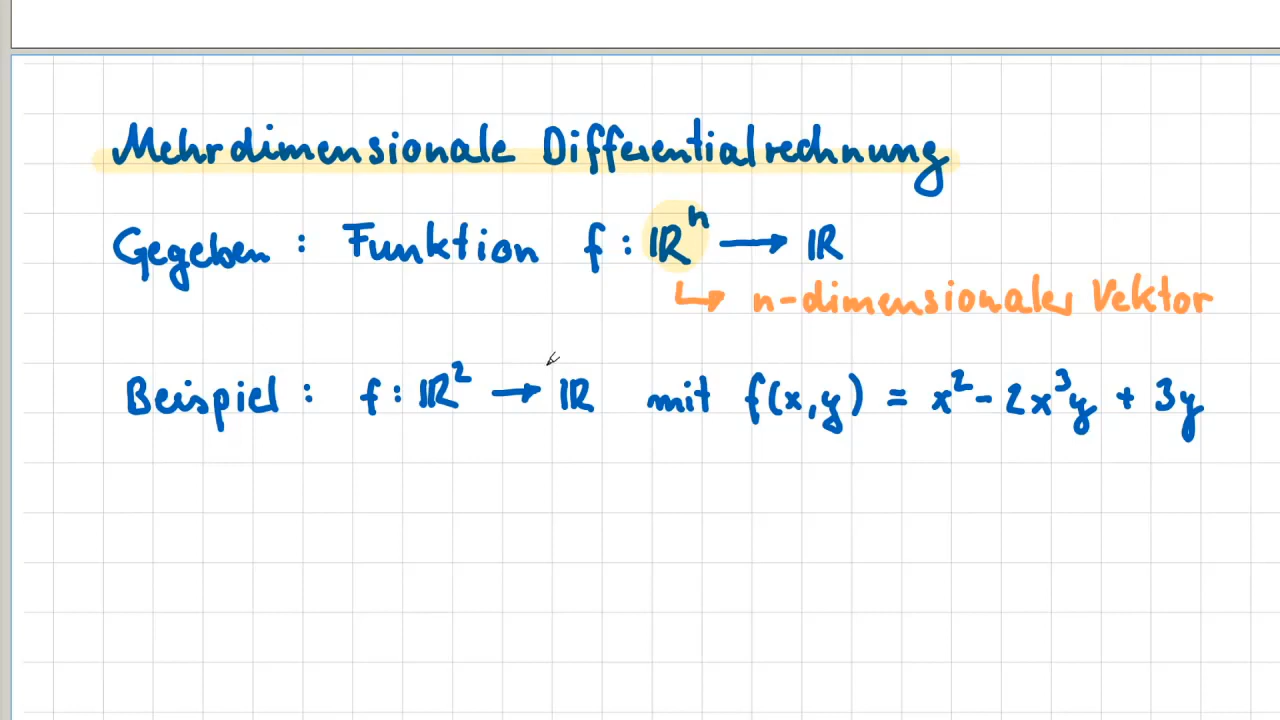 Mehrdimensionale Differentialrechnung
Gegeben : Funktion f : ℝⁿ ⟶ ℝ
↳ n-dimensionaler Vektor
Beispiel : f : ℝ² ⟶ ℝ mit f(x,y) = x² - 2x³y + 3y